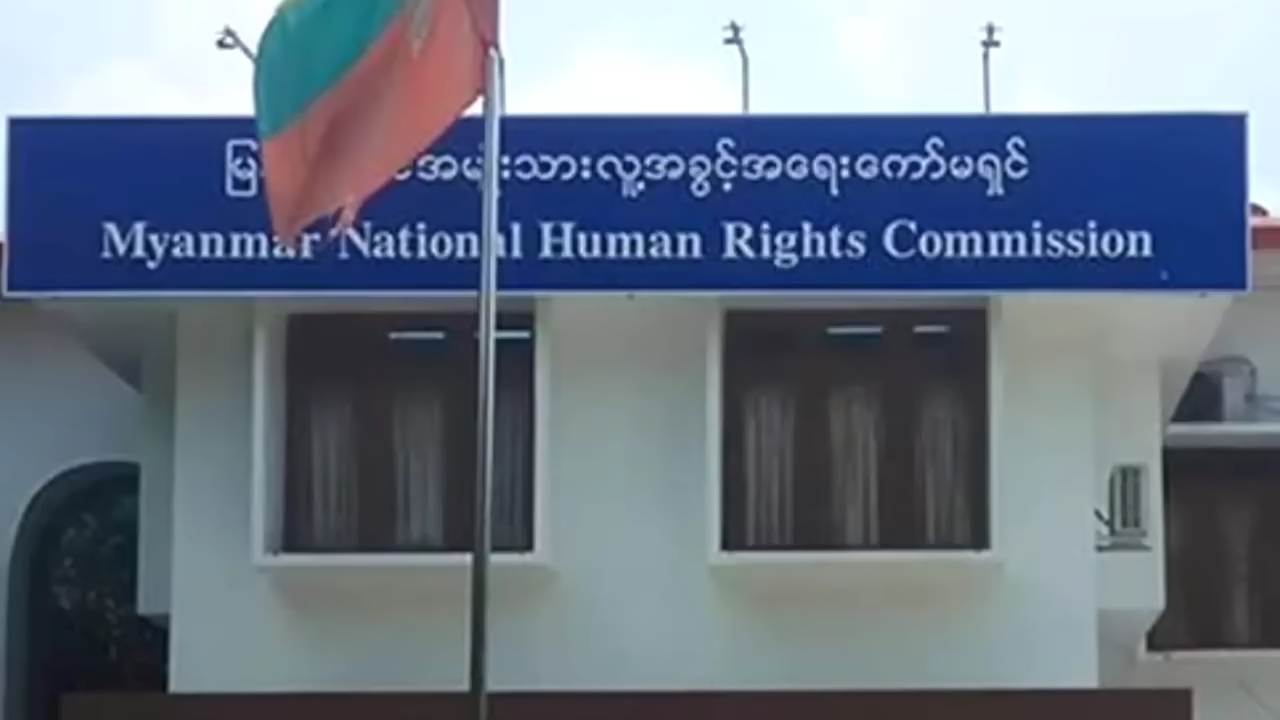 အမျိုးသားလူ့အခွင့်အရေးကော်မရှင်
Myanmar National Human Rights Commission